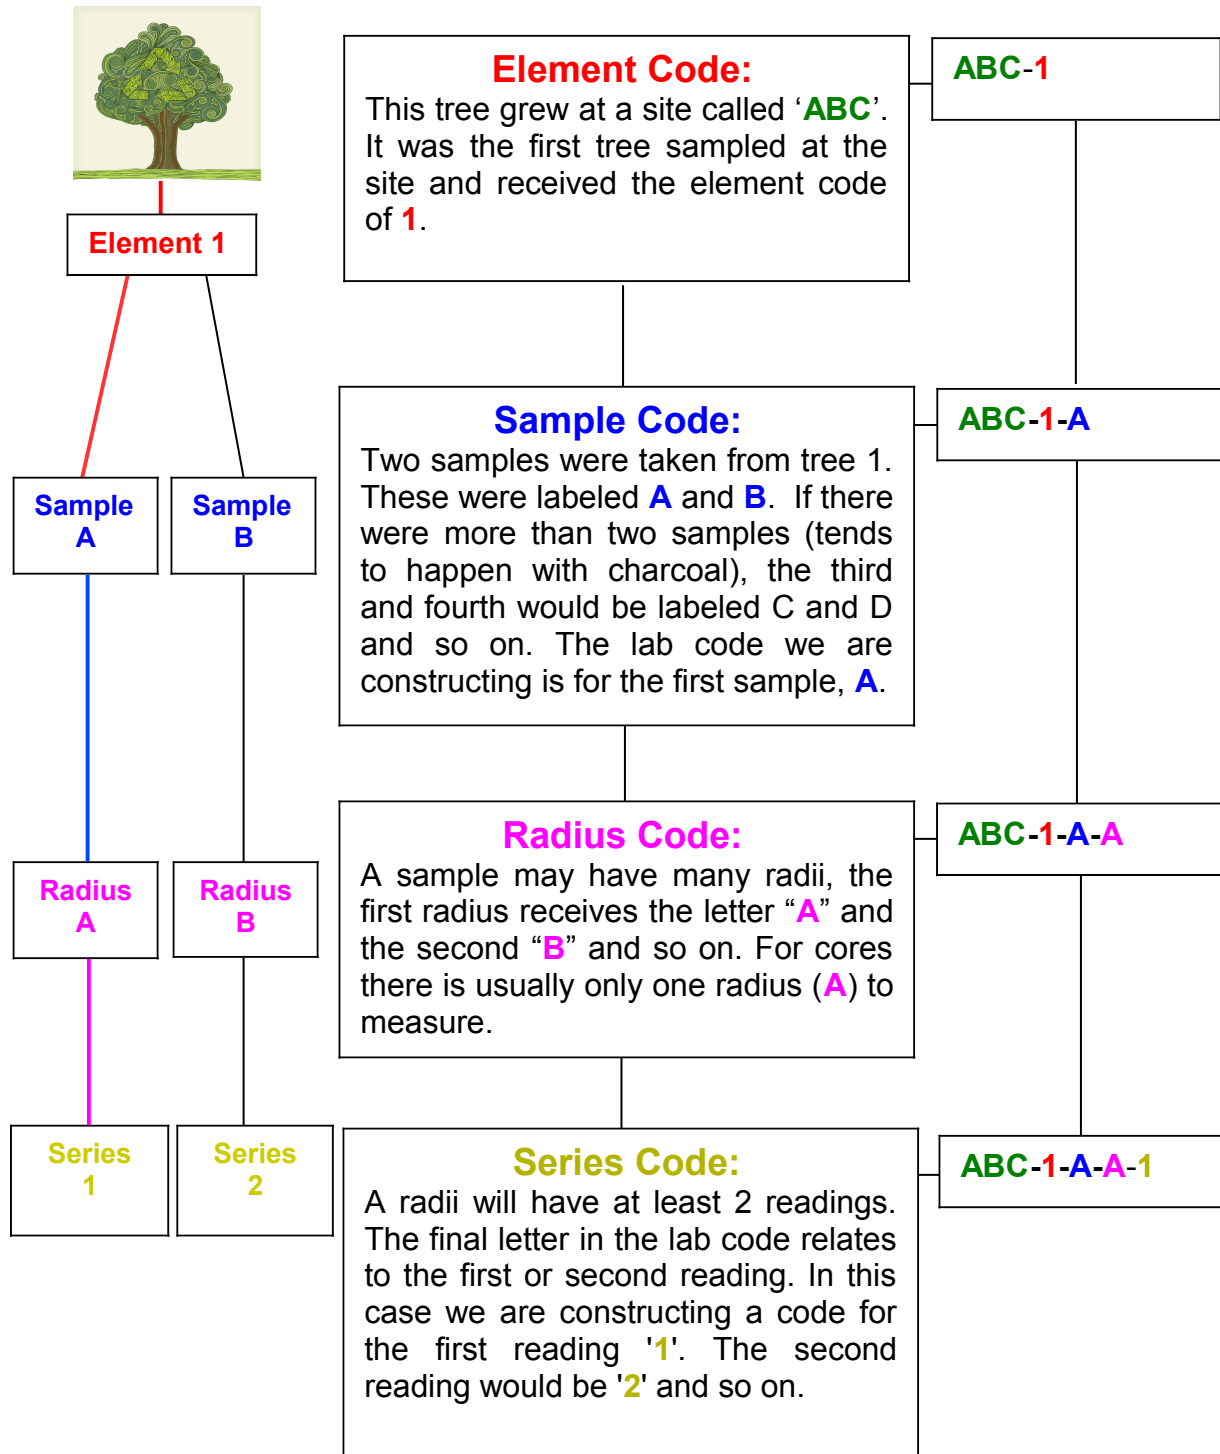 Element Code:
This tree grew at a site called ‘ABC’.
It was the first tree sampled at the
site and received the element code
of 1.
ABC-1
Element 1
Sample Code:
Two samples were taken from tree 1.
These were labeled A and B.  If there
were more than two samples (tends
to happen with charcoal), the third
and fourth would be labeled C and D
and so on. The lab code we are
constructing is for the first sample, A.
ABC-1-A
Sample
A
Sample
B
Radius Code:
A sample may have many radii, the
first radius receives the letter “A” and
the second “B” and so on. For cores
there is usually only one radius (A) to
measure.
ABC-1-A-A
Radius
A
Radius
B
Series Code:
A radii will have at least 2 readings.
The final letter in the lab code relates
to the first or second reading. In this
case we are constructing a code for
the first reading '1'. The second
reading would be '2' and so on.
ABC-1-A-A-1
Series
1
Series
2